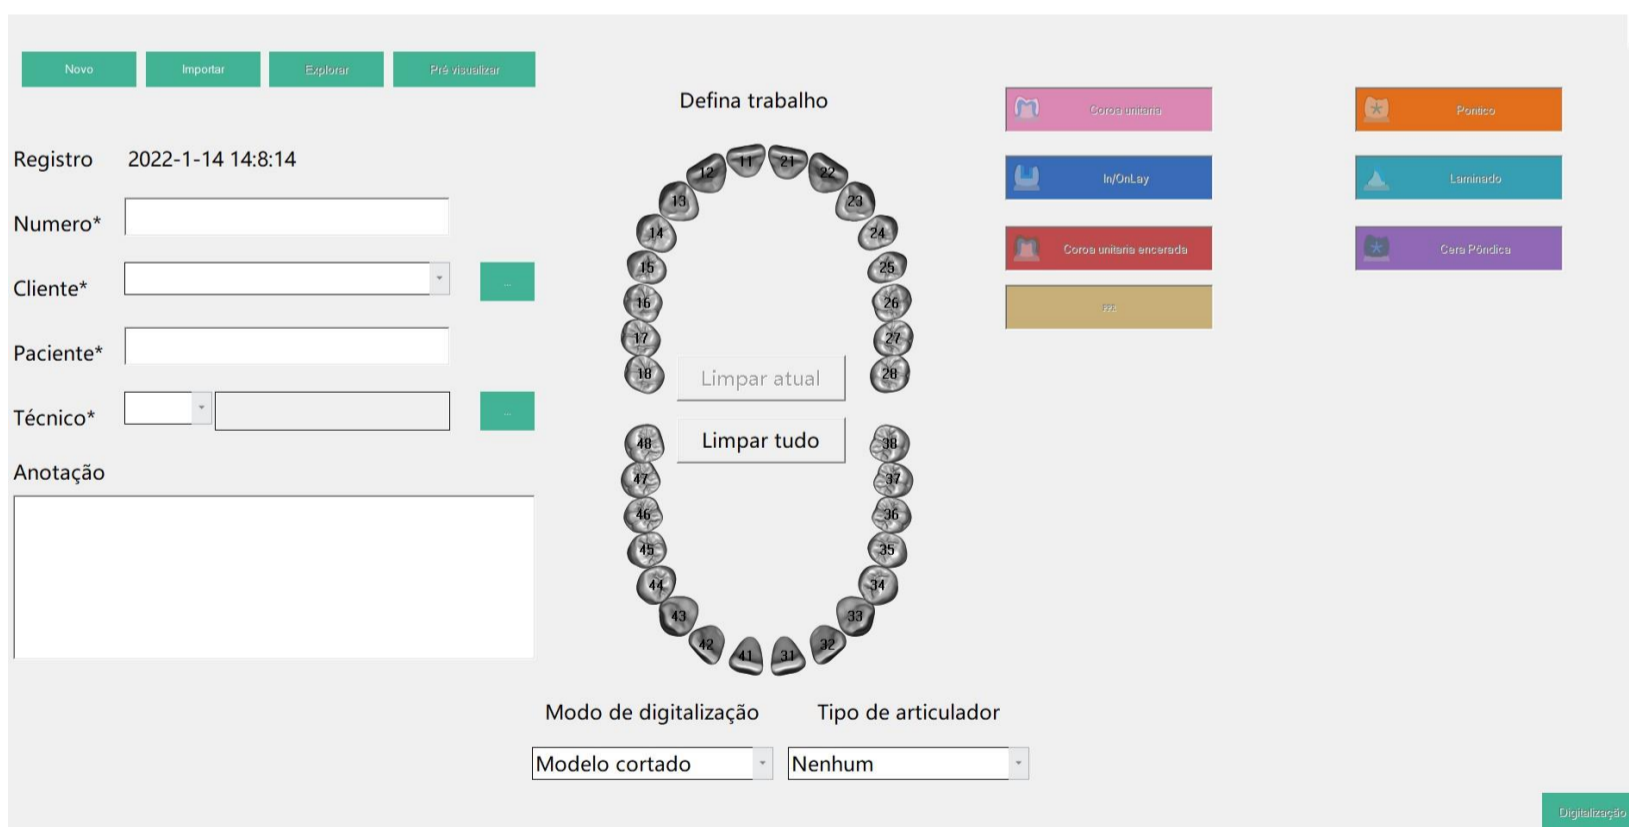 Novo
Importar
Explorar
Pré visualizar
Registro 2022-1-14 14:8:14
Numero*
Cliente*
...
Paciente*
Técnico*
...
Anotação
Defina trabalho
11 21
12 22
13 23
14 24
15 25
16 26
17 27
18 28
Limpar atual
Limpar tudo
48 38
47 37
46 36
45 35
44 34
43 33
42 32
41 31
Modo de digitalização
Modelo cortado
Tipo de articulador
Nenhum
Coroa unitaria
Pontico
In/OnLay
Laminado
Coroa unitaria encerada
Cera Pôndica
Digitalização